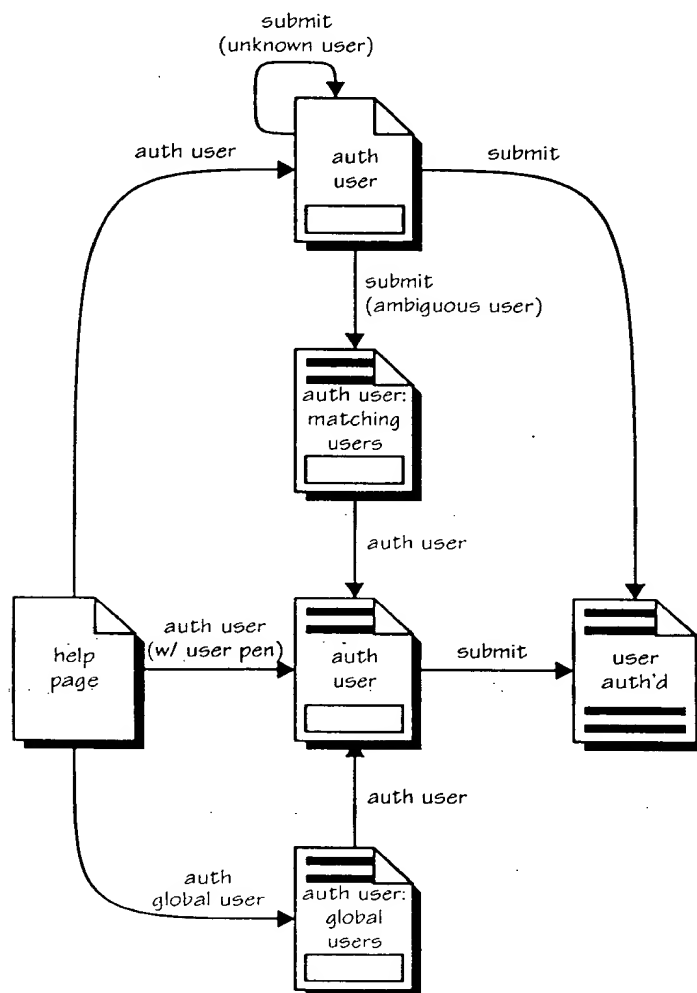 submit
(unknown user)
auth user
auth
user
submit
submit
(ambiguous user)
auth user:
matching
users
auth user
help
page
auth user
(w/ user pen)
auth
user
submit
user
auth'd
auth user
auth
global user
auth user:
global
users